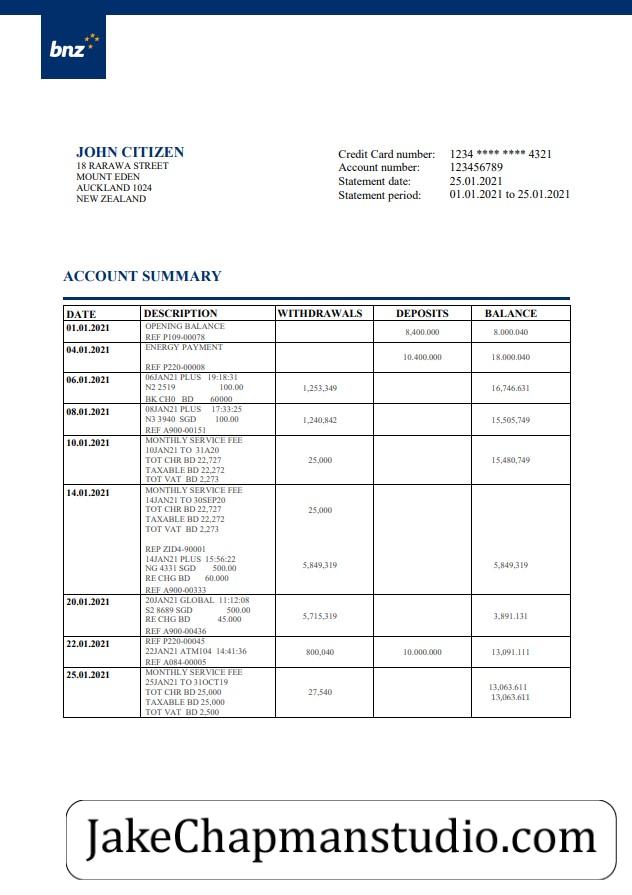 bnz
JOHN CITIZEN
18 RARAWA STREET
MOUNT EDEN
AUCKLAND 1024
NEW ZEALAND
Credit Card number: 1234 **** **** 4321
Account number: 123456789
Statement date: 25.01.2021
Statement period: 01.01.2021 to 25.01.2021
ACCOUNT SUMMARY
DATE DESCRIPTION WITHDRAWALS DEPOSITS BALANCE
01.01.2021 OPENING BALANCE 8,400.000 8.000.040
REF P109-00078
04.01.2021 ENERGY PAYMENT 10.400.000 18.000.040
REF P220-00008
06.01.2021 06JAN21 PLUS 19:18:31
N2 2519 100.00 1,253,349 16,746.631
BK CH0 BD 60000
08.01.2021 08JAN21 PLUS 17:33:25
N3 3940 SGD 100.00 1,240,842 15,505,749
REF A900-00151
10.01.2021 MONTHLY SERVICE FEE
10JAN21 TO 31A20
TOT CHR BD 22,727 25,000 15,480,749
TAXABLE BD 22,272
TOT VAT BD 2,273
14.01.2021 MONTHLY SERVICE FEE
14JAN21 TO 30SEP20
TOT CHR BD 22,727 25,000
TAXABLE BD 22,272
TOT VAT BD 2,273
REP ZID4-90001
14JAN21 PLUS 15:56:22
NG 4331 SGD 500.00 5,849,319 5,849,319
RE CHG BD 60.000
REF A900-00333
20.01.2021 20JAN21 GLOBAL 11:12:08
S2 8689 SGD 500.00 5,715,319 3,891.131
RE CHG BD 45.000
REF A900-00436
22.01.2021 REF P220-00045
22JAN21 ATM104 14:41:36 800,040 10.000.000 13,091.111
REF A084-00005
25.01.2021 MONTHLY SERVICE FEE
25JAN21 TO 31OCT19 13,063.611
TOT CHR BD 25,000 27,540 13,063.611
TAXABLE BD 25,000
TOT VAT BD 2,500
JakeChapmanstudio.com